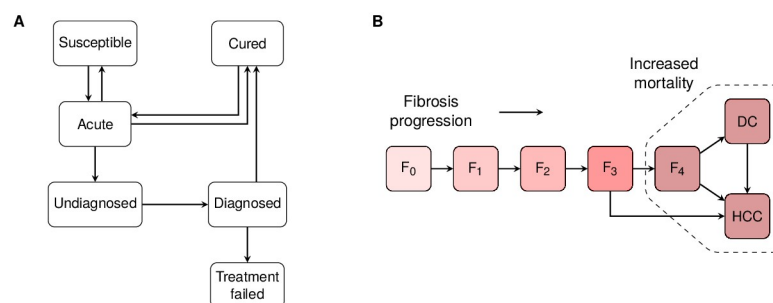 A
Susceptible
Cured
Acute
Undiagnosed
Diagnosed
Treatment
failed
B
Increased
mortality
Fibrosis
progression
DC
F0
F1
F2
F3
F4
HCC